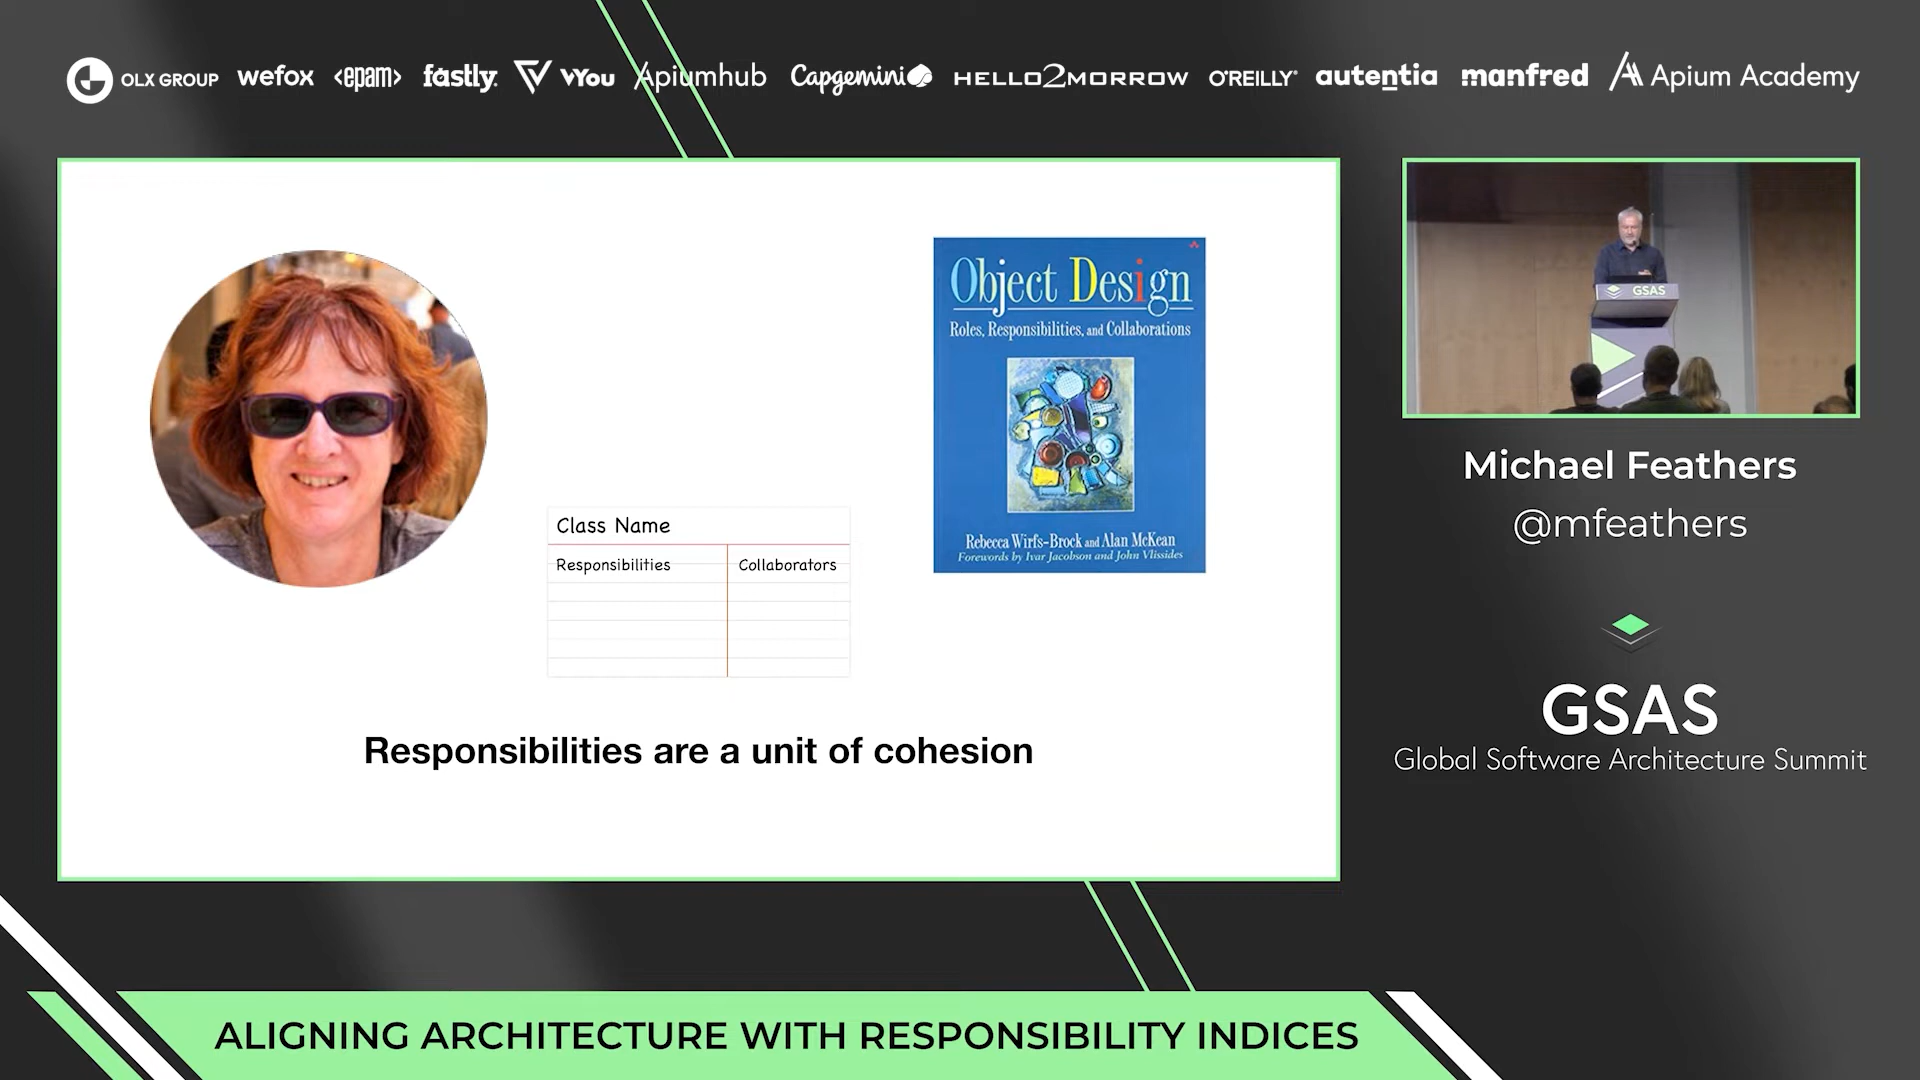 OLX GROUP wefox <epam> fastly VYou Apiumhub Capgemini HELLO2MORROW O'REILLY autentia manfred Apium Academy
Object Design
Roles, Responsibilities, and Collaborations
Rebecca Wirfs-Brock and Alan McKean
Forewords by Ivar Jacobson and John Vlissides
Class Name
Responsibilities Collaborators
Responsibilities are a unit of cohesion
GSAS
Michael Feathers
@mfeathers
GSAS
Global Software Architecture Summit
ALIGNING ARCHITECTURE WITH RESPONSIBILITY INDICES